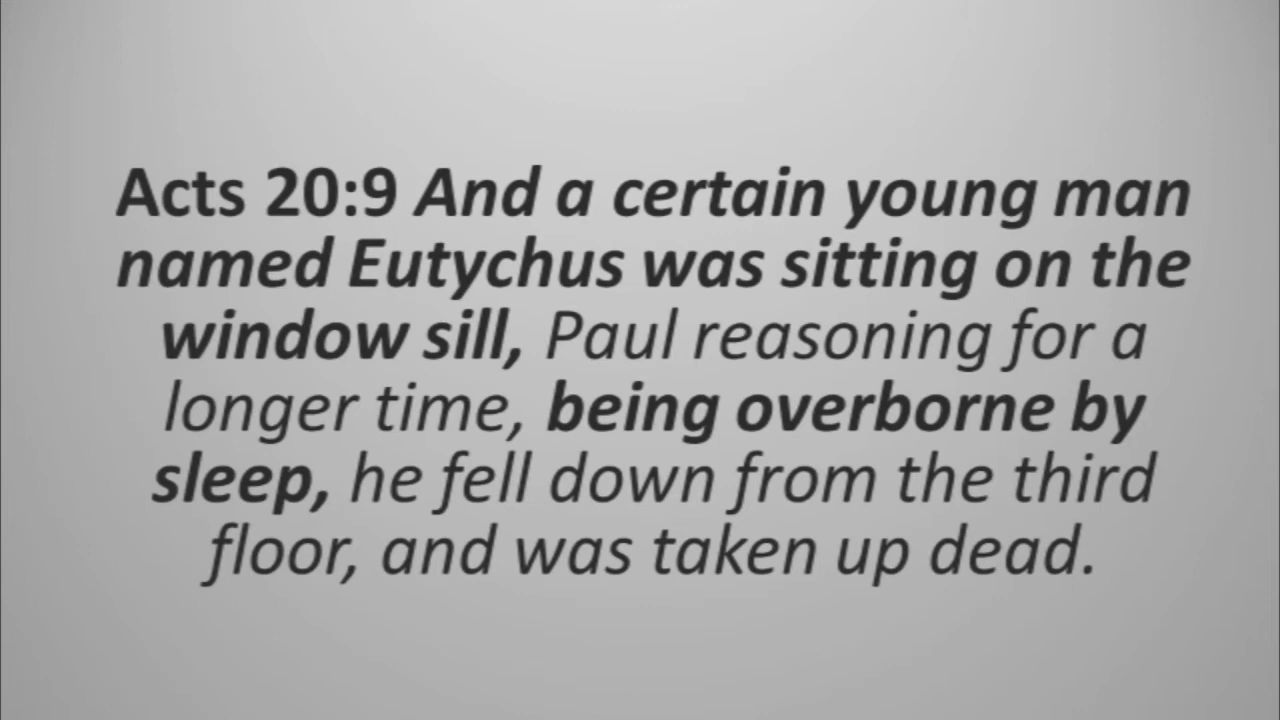 Acts 20:9 And a certain young man
named Eutychus was sitting on the
window sill, Paul reasoning for a
longer time, being overborne by
sleep, he fell down from the third
floor, and was taken up dead.